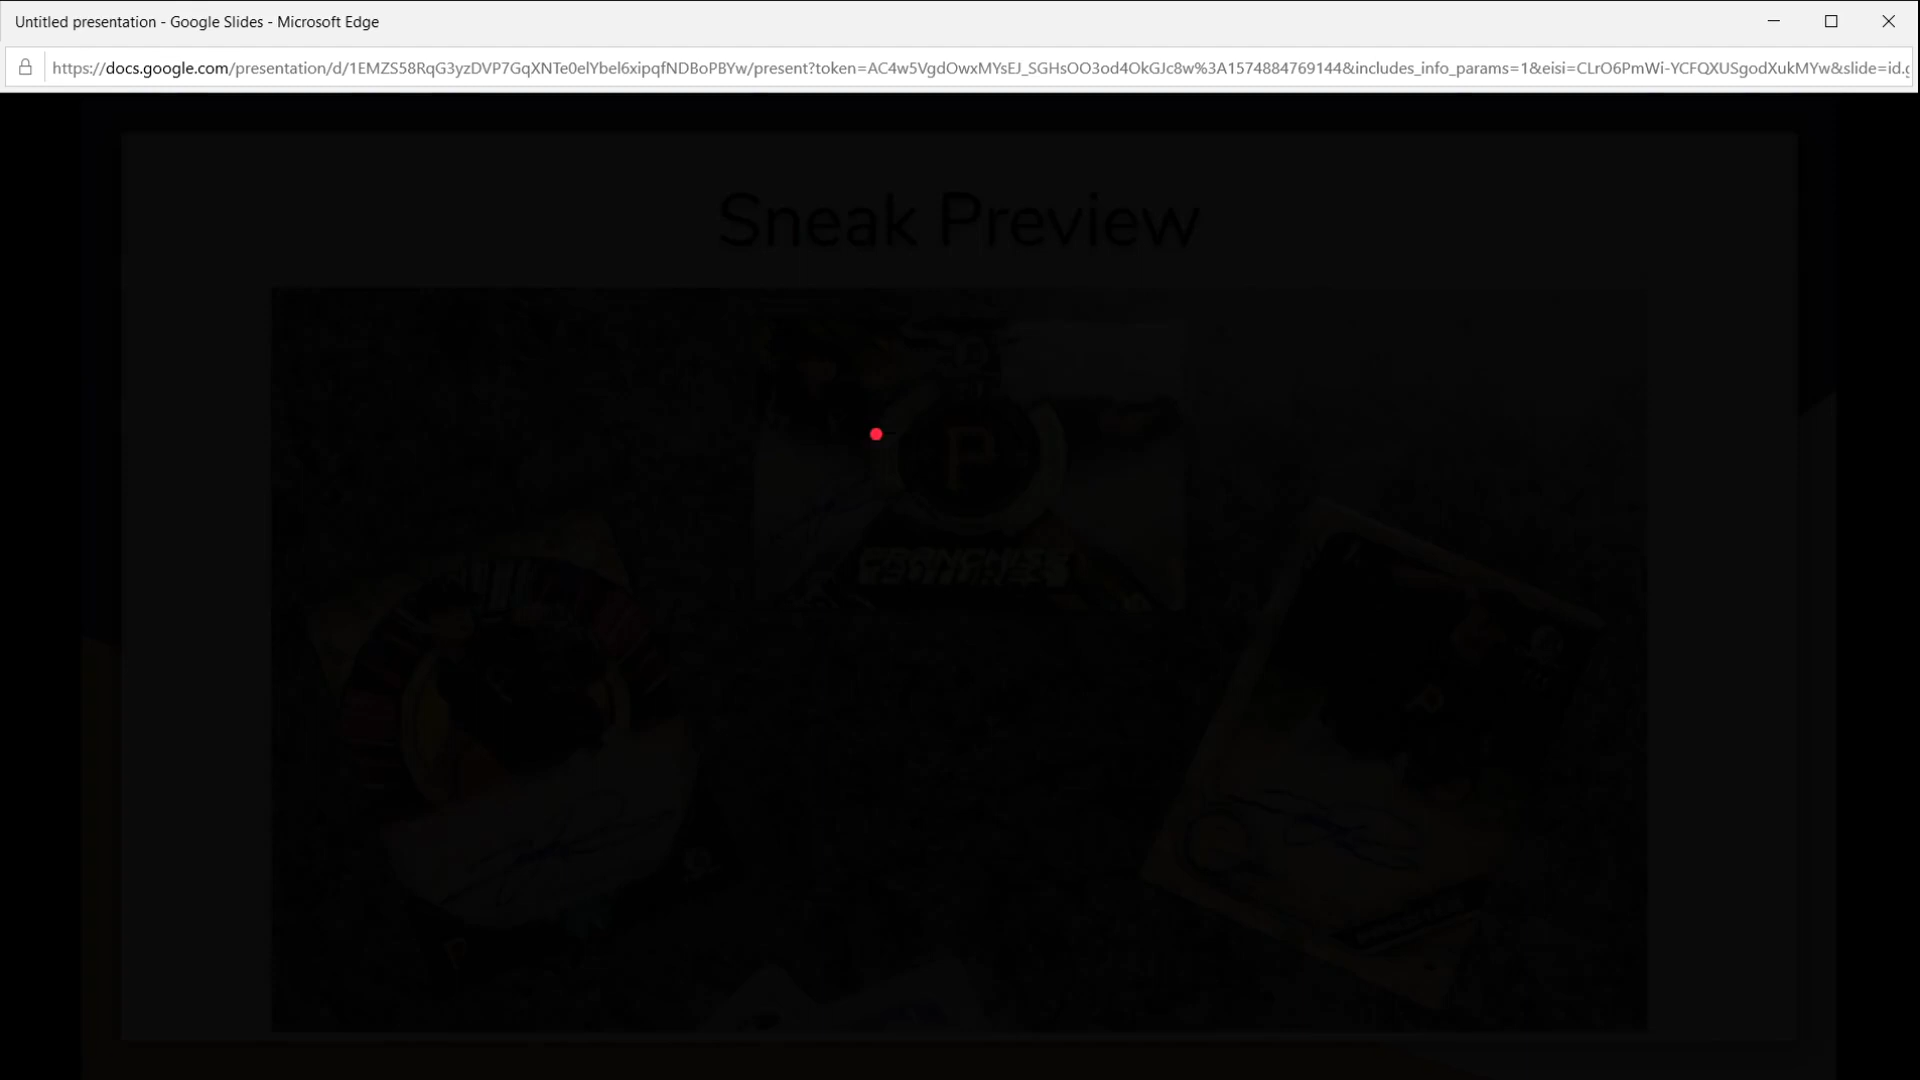 Untitled presentation - Google Slides - Microsoft Edge
https://docs.google.com/presentation/d/1EMZS58RqG3yzDVP7GqXNTe0elYbel6xipqfNDBoPBYw/present?token=AC4w5VgdOwxMYsEJ_SGHsOO3od4OkGJc8w%3A1574884769144&includes_info_params=1&eisi=CLrO6PmWi-YCFQXUSgodXukMYw&slide=id.g
Sneak Preview
P